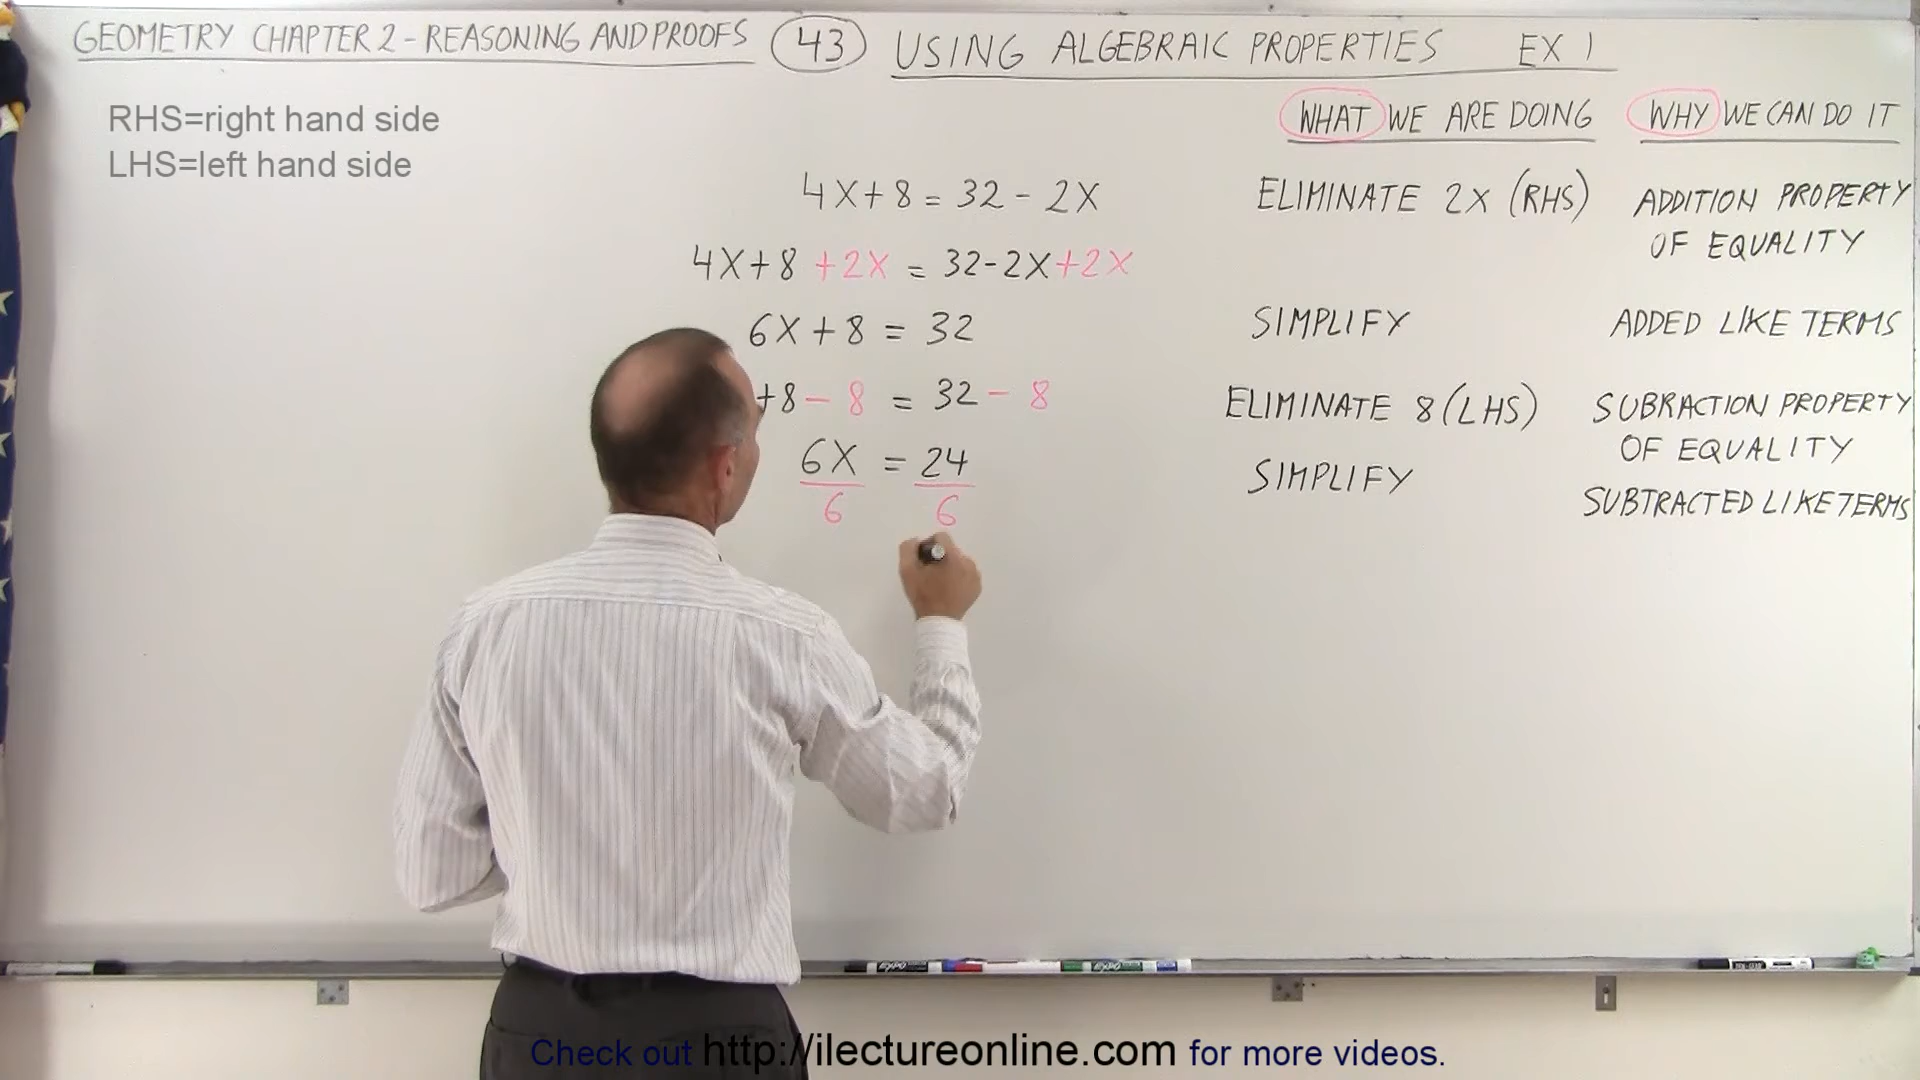 GEOMETRY CHAPTER 2 - REASONING AND PROOFS 43 USING ALGEBRAIC PROPERTIES EX 1
RHS=right hand side
LHS=left hand side
WHAT WE ARE DOING WHY WE CAN DO IT
4X+8 = 32 - 2X ELIMINATE 2X (RHS) ADDITION PROPERTY
OF EQUALITY
4X+8 +2X = 32-2X+2X
6X + 8 = 32 SIMPLIFY ADDED LIKE TERMS
+8 - 8 = 32 - 8 ELIMINATE 8 (LHS) SUBRACTION PROPERTY
OF EQUALITY
6X = 24 SIMPLIFY
6 6 SUBTRACTED LIKE TERMS
EXPO EXPO
Check out http://ilectureonline.com for more videos.